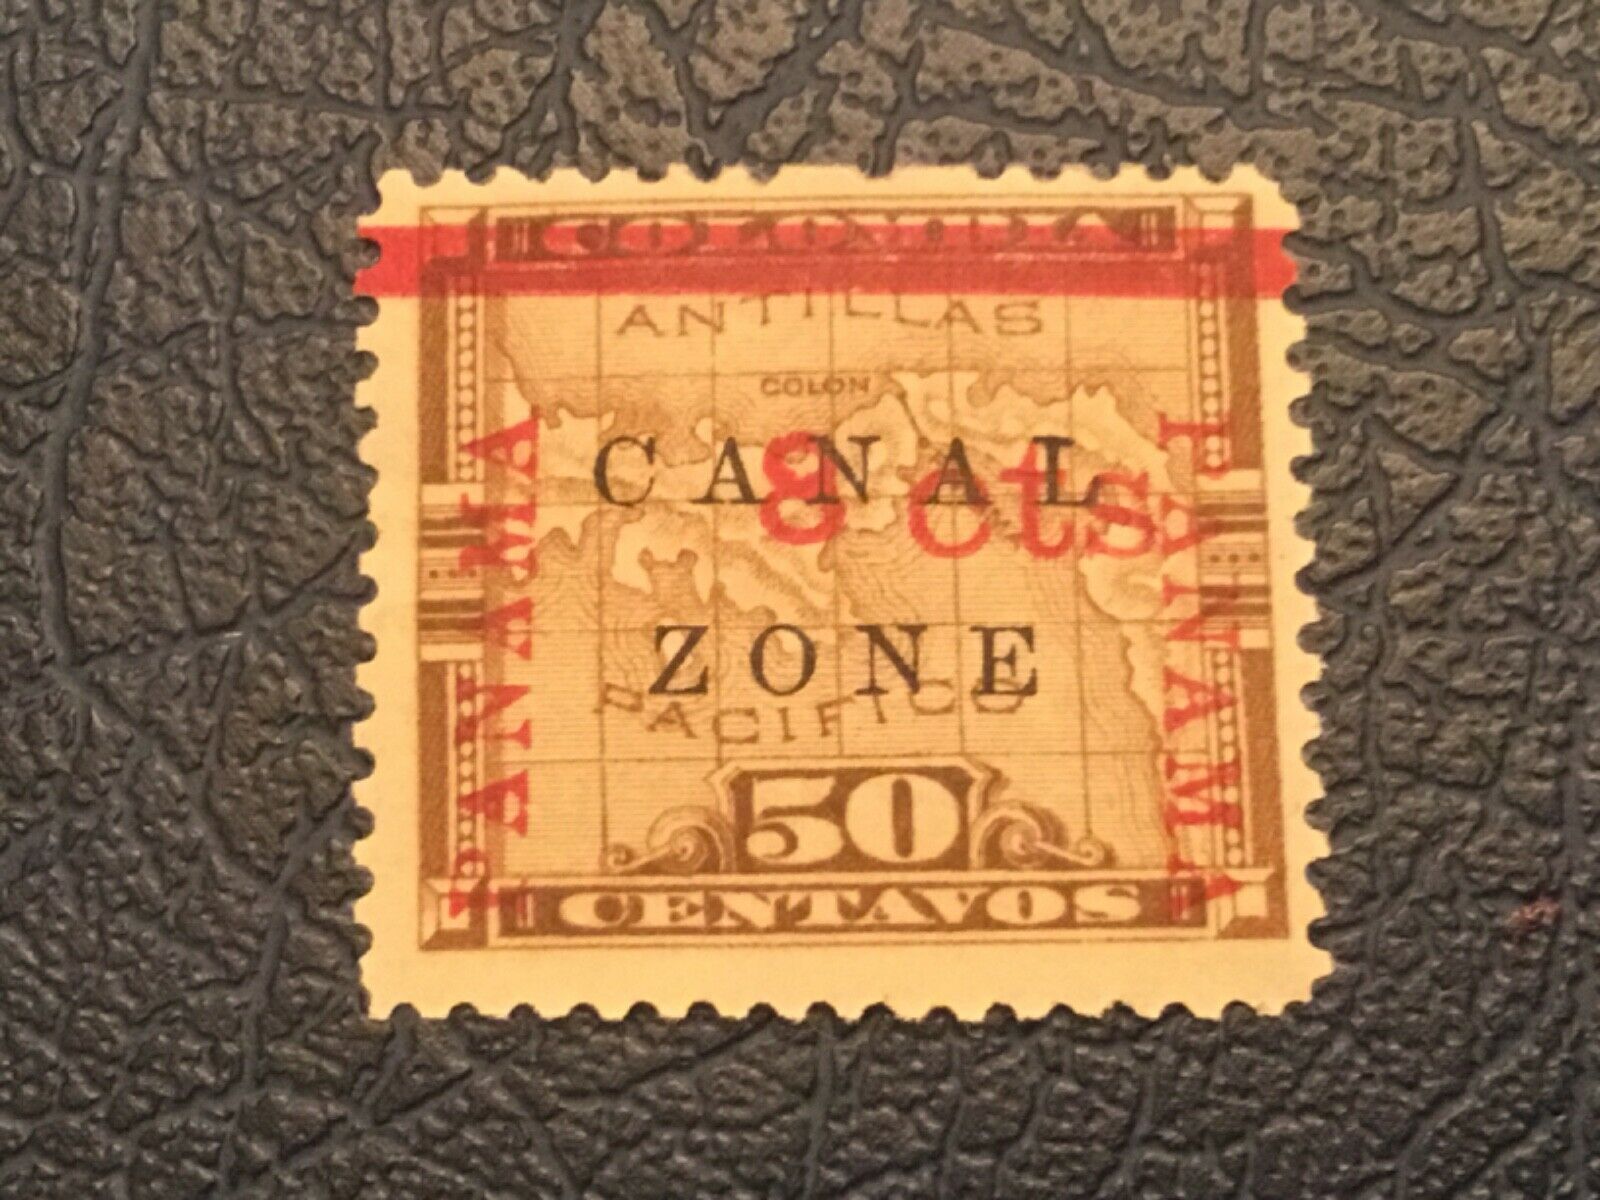 COLOMBIA
ANTILLAS
COLON
CANAL
8 cts
ZONE
PACIFICO
50
CENTAVOS
PANAMA
PANAMA